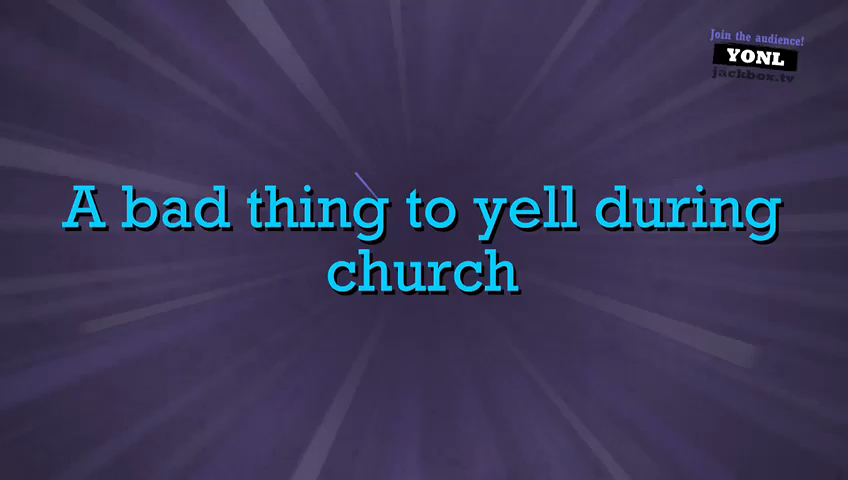 Join the audience!
YONL
jackbox.tv
A bad thing to yell during
church